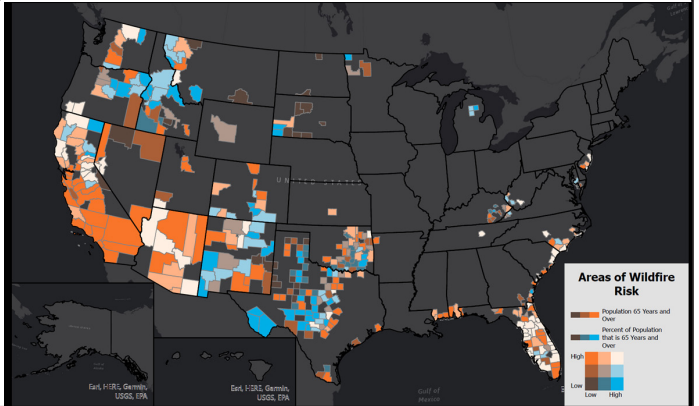 UNITED STATES
Gulf of
Mexico
Esri, HERE, Garmin,
USGS, EPA
Esri, HERE, Garmin,
USGS, EPA
Areas of Wildfire
Risk
Population 65 Years and
Over
Percent of Population
that is 65 Years and
Over
High
Low
Low
High